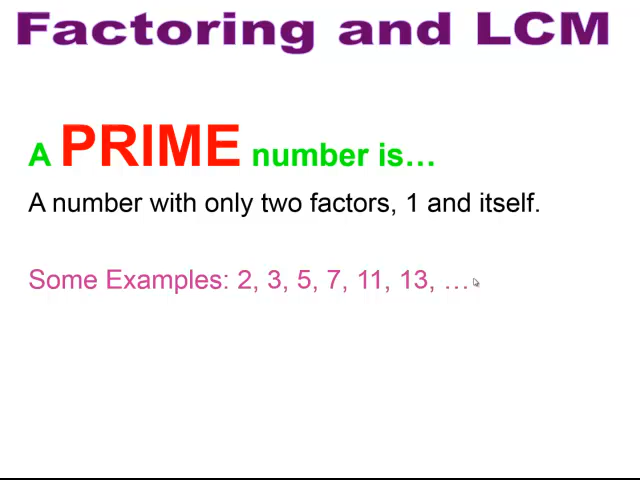 Factoring and LCM
A PRIME number is…
A number with only two factors, 1 and itself.
Some Examples: 2, 3, 5, 7, 11, 13, …